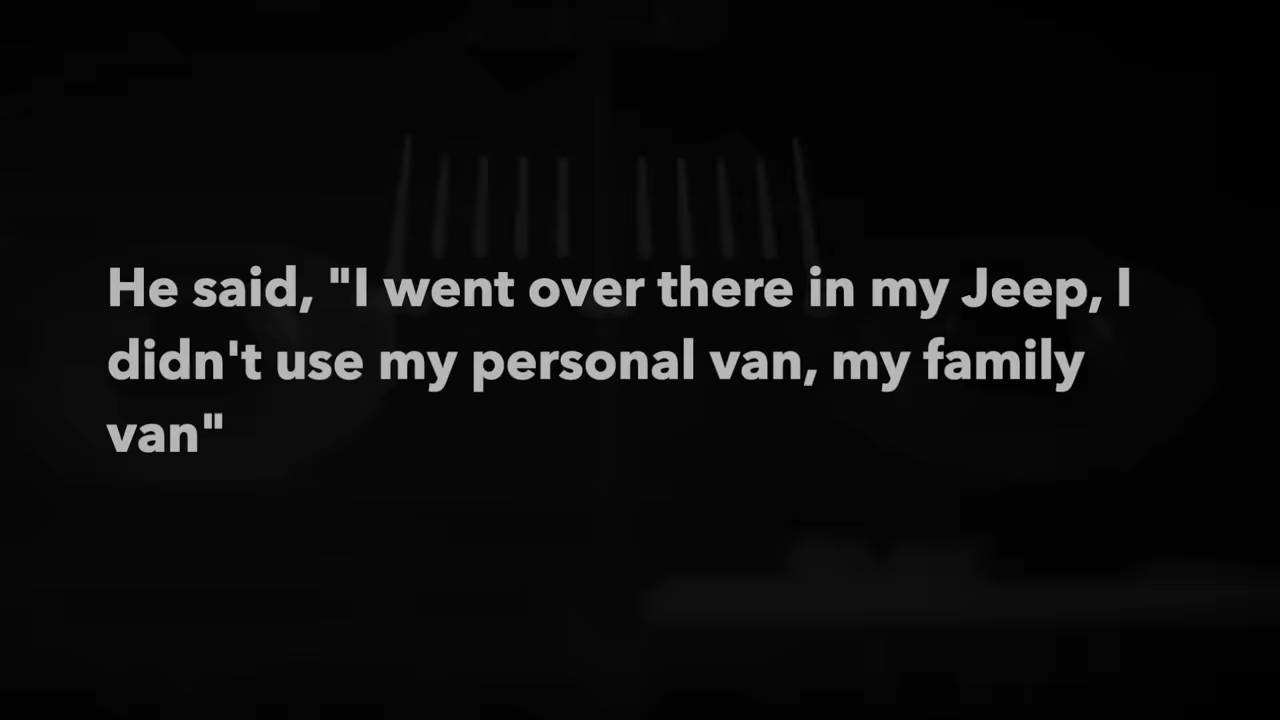 He said, "I went over there in my Jeep, I
didn't use my personal van, my family
van"